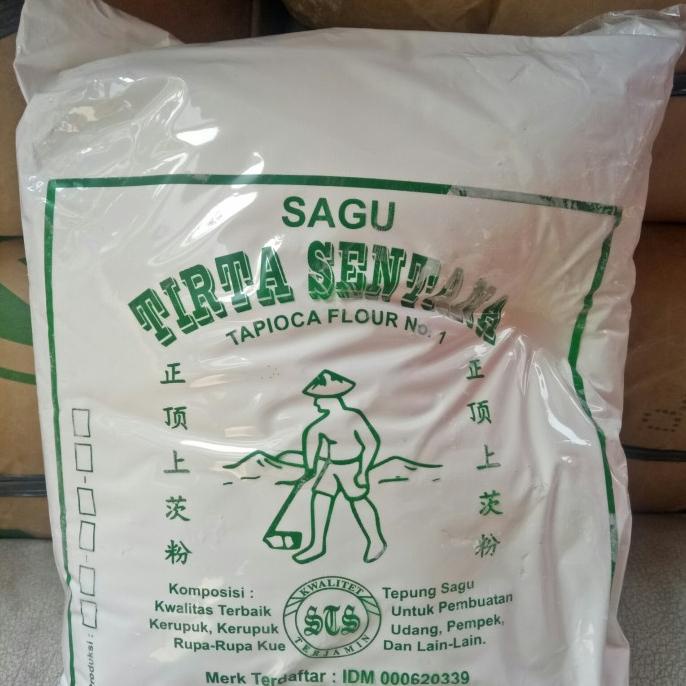 SAGU
TIRTA SENTANA
TAPIOCA FLOUR No. 1
正顶上茨粉
正顶上茨粉
Komposisi :
Kwalitas Terbaik
Kerupuk, Kerupuk
Rupa-Rupa Kue
KWALITET
STS
TERJAMIN
Tepung Sagu
Untuk Pembuatan
Udang, Pempek,
Dan Lain-Lain.
Merk Terdaftar : IDM 000620339
Produksi :